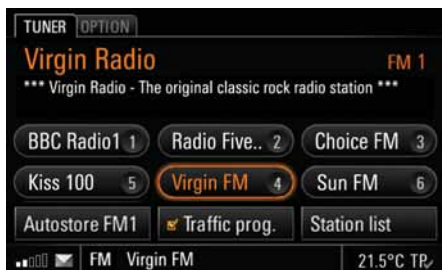 TUNER OPTION
Virgin Radio FM 1
*** Virgin Radio - The original classic rock radio station ***
BBC Radio1 1 Radio Five.. 2 Choice FM 3
Kiss 100 5 Virgin FM 4 Sun FM 6
Autostore FM1 Traffic prog. Station list
FM Virgin FM 21.5°C TP